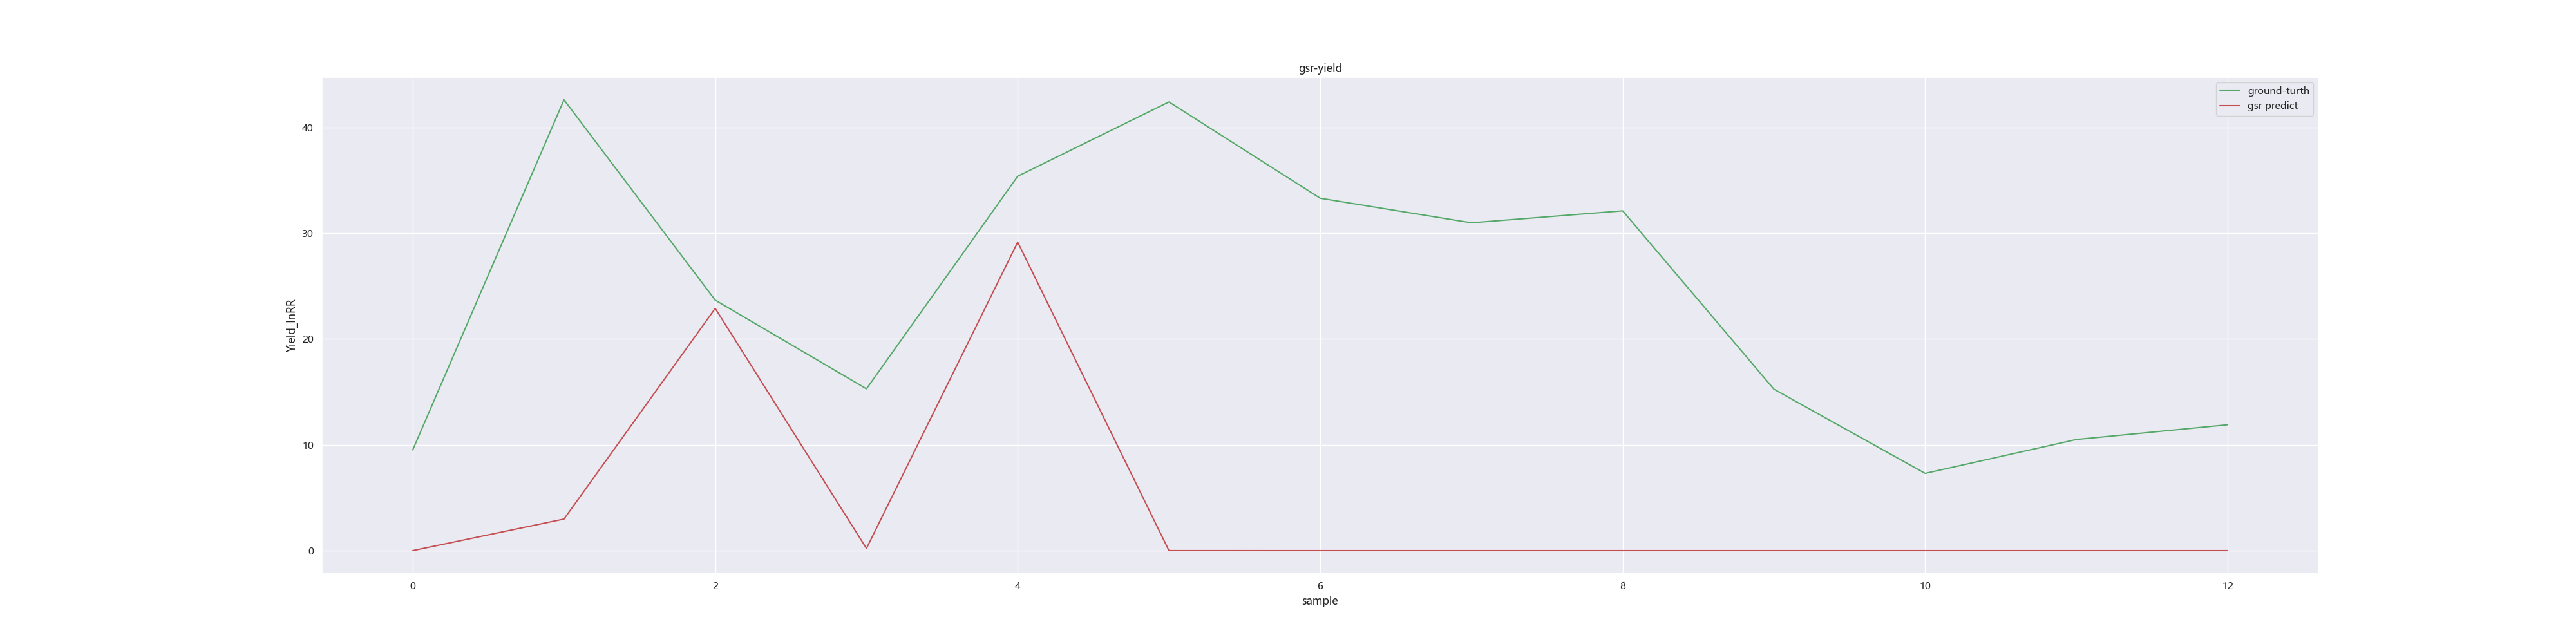 gsr-yield
ground-turth
gsr predict
Yield_lnRR
40
30
20
10
0
0 2 4 6 8 10 12
sample